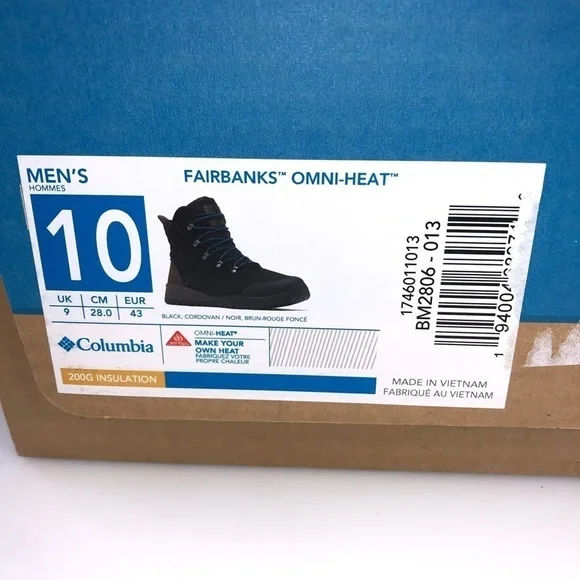 MEN'S
HOMMES
FAIRBANKS™ OMNI-HEAT™
10
UK CM EUR
9 28.0 43
BLACK, CORDOVAN / NOIR, BRUN-ROUGE FONCÉ
Columbia
OMNI-HEAT®
MAKE YOUR
OWN HEAT
FABRIQUEZ VOTRE
PROPRE CHALEUR
200G INSULATION
1746011013
BM2806 - 013
MADE IN VIETNAM
FABRIQUÉ AU VIETNAM